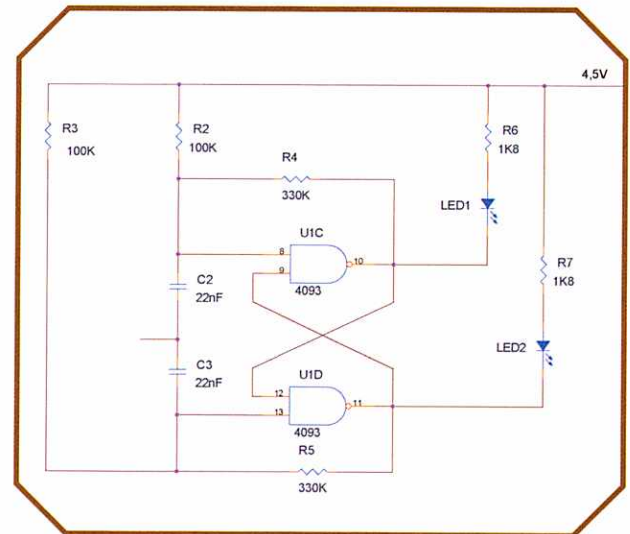 4,5V
R3
100K
R2
100K
R6
1K8
R4
330K
LED1
U1C
8
9
10
4093
R7
1K8
C2
22nF
LED2
C3
22nF
U1D
12
13
11
4093
R5
330K